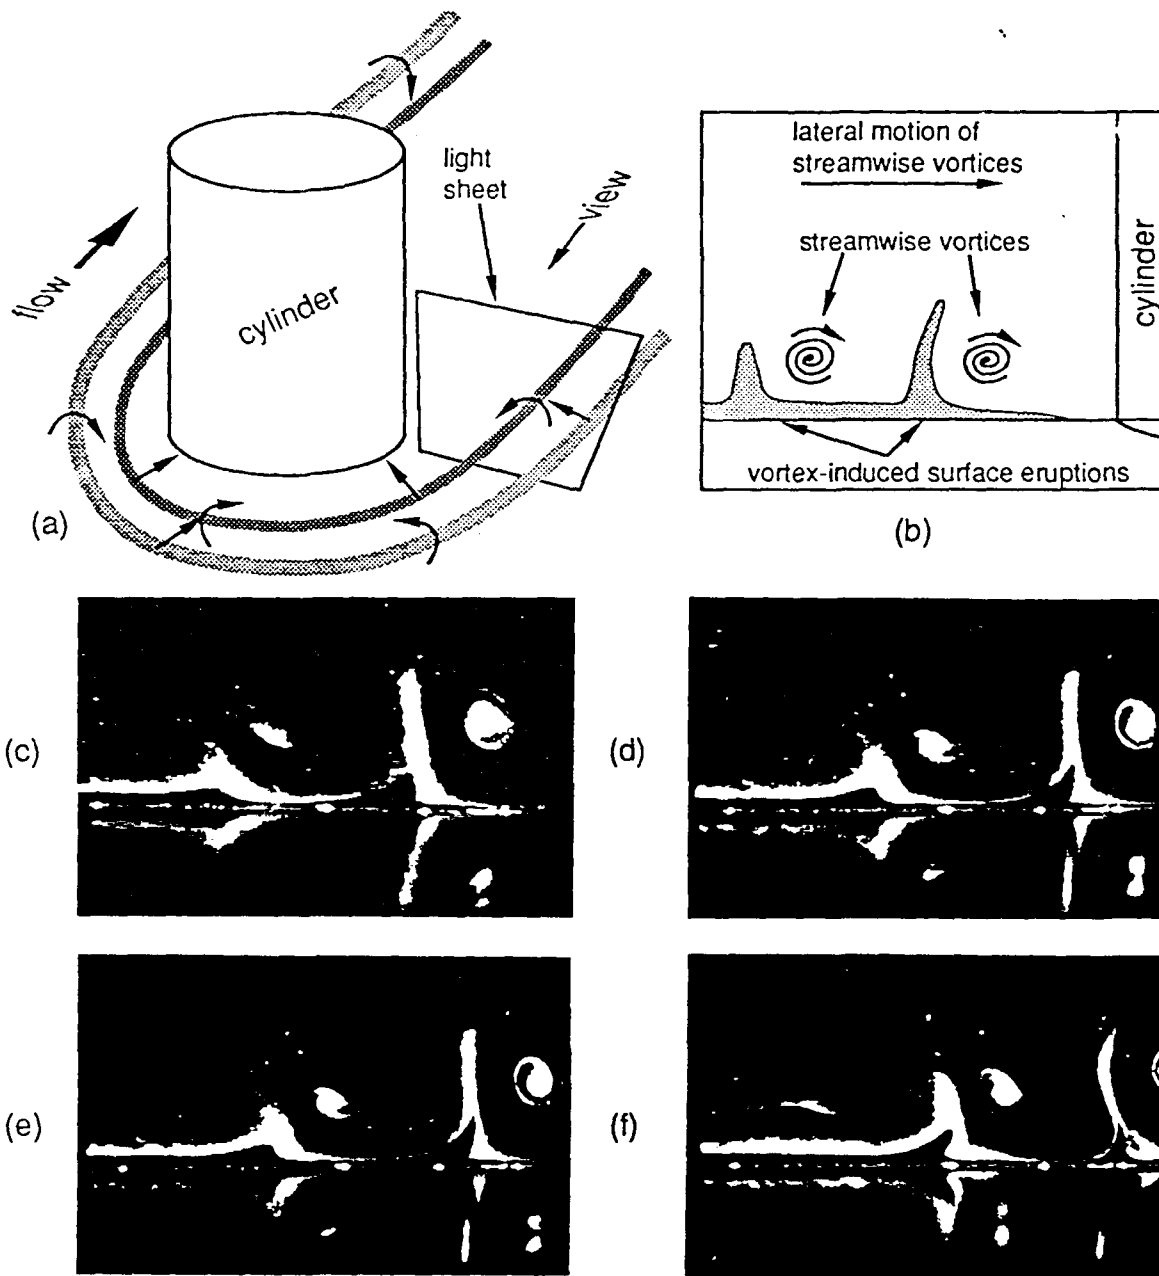 light
sheet
view
flow
cylinder
(a)
lateral motion of
streamwise vortices
streamwise vortices
cylinder
vortex-induced surface eruptions
(b)
(c)
(d)
(e)
(f)